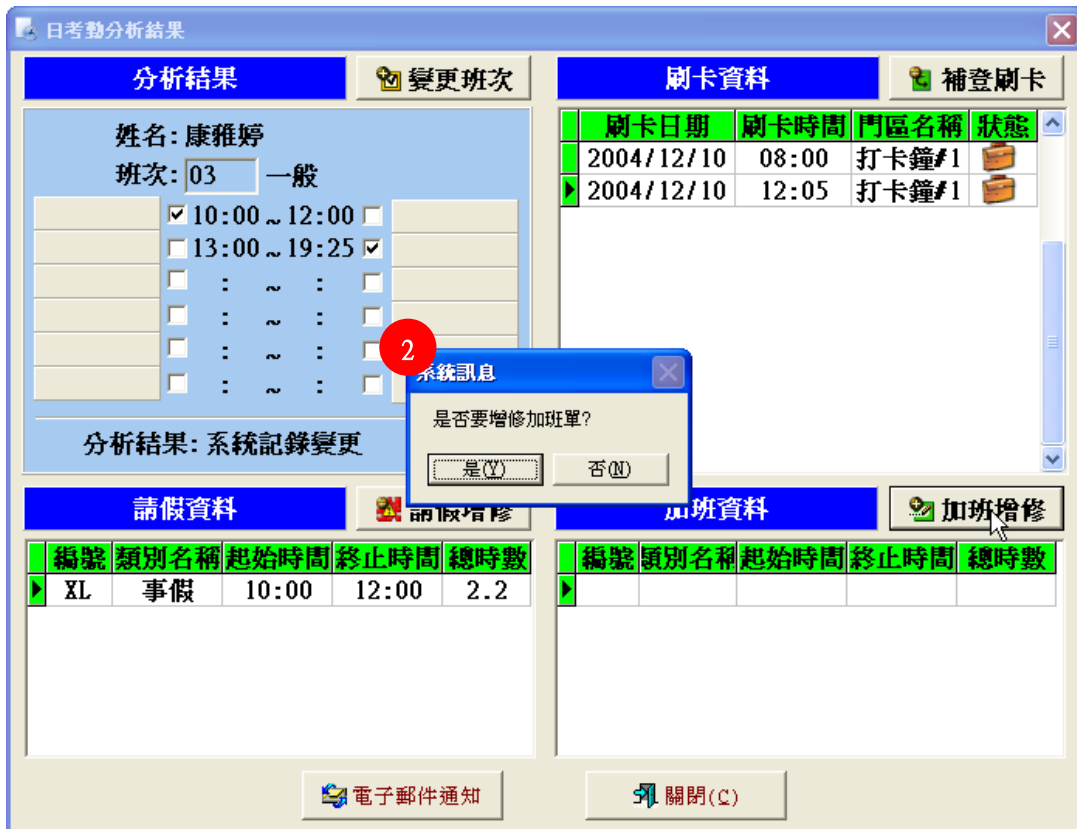 日考勤分析結果
分析結果
變更班次
刷卡資料
補登刷卡
姓名: 康雅婷
班次: 03 一般
10:00 ~ 12:00
13:00 ~ 19:25
: ~ :
: ~ :
: ~ :
: ~ :
分析結果: 系統記錄變更
刷卡日期 刷卡時間 門區名稱 狀態
2004/12/10 08:00 打卡鐘#1
2004/12/10 12:05 打卡鐘#1
2
系統訊息
是否要增修加班單?
是(Y) 否(N)
請假資料
請假增修
加班資料
加班增修
編號 類別名稱 起始時間 終止時間 總時數
XL 事假 10:00 12:00 2.2
編號 類別名稱 起始時間 終止時間 總時數
電子郵件通知
關閉(C)